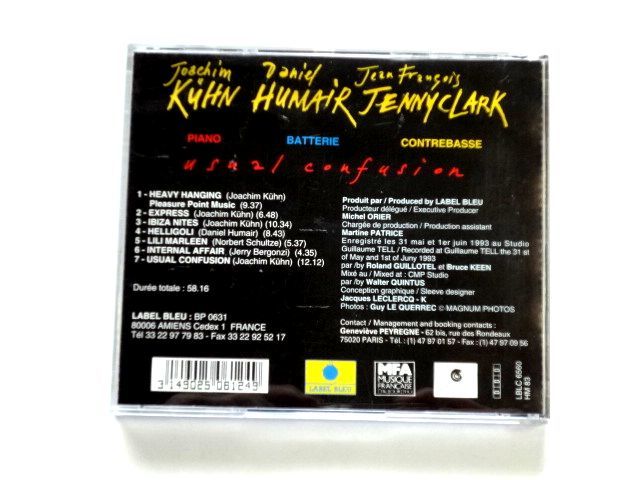 Joachim Daniel Jean François
KÜHN HUMAIR JENNYCLARK
PIANO BATTERIE CONTREBASSE
usual confusion
1 - HEAVY HANGING (Joachim Kühn)
Pleasure Point Music (9.37)
2 - EXPRESS (Joachim Kühn) (6.48)
3 - IBIZA NITES (Joachim Kühn) (10.34)
4 - HELLIGOLI (Daniel Humair) (8.43)
5 - LILI MARLEEN (Norbert Schultze) (5.37)
6 - INTERNAL AFFAIR (Jerry Bergonzi) (4.35)
7 - USUAL CONFUSION (Joachim Kühn) (12.12)
Durée totale : 58.16
LABEL BLEU : BP 0631
80006 AMIENS Cedex 1 FRANCE
Tél 33 22 97 79 83 - Fax 33 22 92 52 17
Produit par / Produced by LABEL BLEU
Producteur délégué / Executive Producer
Michel ORIER
Chargée de production / Production assistant
Martine PATRICE
Enregistré les 31 mai et 1er juin 1993 au Studio
Guillaume TELL / Recorded at Guillaume TELL the 31 st
of May and 1st of Juny 1993
par /by Roland GUILLOTEL et Bruce KEEN
Mixé au / Mixed at : CMP Studio
par /by Walter QUINTUS
Conception graphique / Sleeve designer
Jacques LECLERCQ - K
Photos : Guy LE QUERREC © MAGNUM PHOTOS
Contact / Management and booking contacts :
Geneviève PEYREGNE - 62 bis, rue des Rondeaux
75020 PARIS - Tél : (1) 47 97 01 57 - Fax : (1) 47 97 09 56
3 149025 061249
LABEL BLEU
MFA
MUSIQUE
FRANÇAISE
LBLC 6560
HM 83
DDD